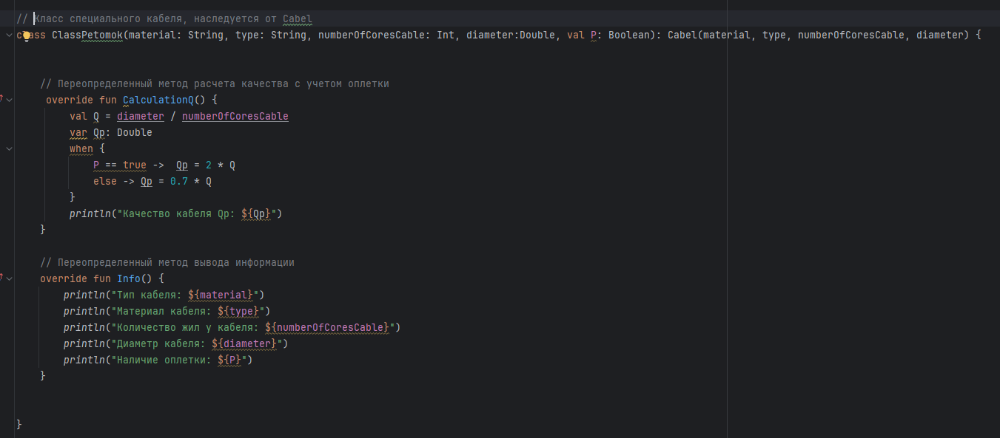 // Класс специального кабеля, наследуется от Cabel
class ClassPetomok(material: String, type: String, numberOfCoresCable: Int, diameter:Double, val P: Boolean): Cabel(material, type, numberOfCoresCable, diameter) {
// Переопределенный метод расчета качества с учетом оплетки
override fun CalculationQ() {
val Q = diameter / numberOfCoresCable
var Qp: Double
when {
P == true -> Qp = 2 * Q
else -> Qp = 0.7 * Q
}
println("Качество кабеля Qp: ${Qp}")
}
// Переопределенный метод вывода информации
override fun Info() {
println("Тип кабеля: ${material}")
println("Материал кабеля: ${type}")
println("Количество жил у кабеля: ${numberOfCoresCable}")
println("Диаметр кабеля: ${diameter}")
println("Наличие оплетки: ${P}")
}
}